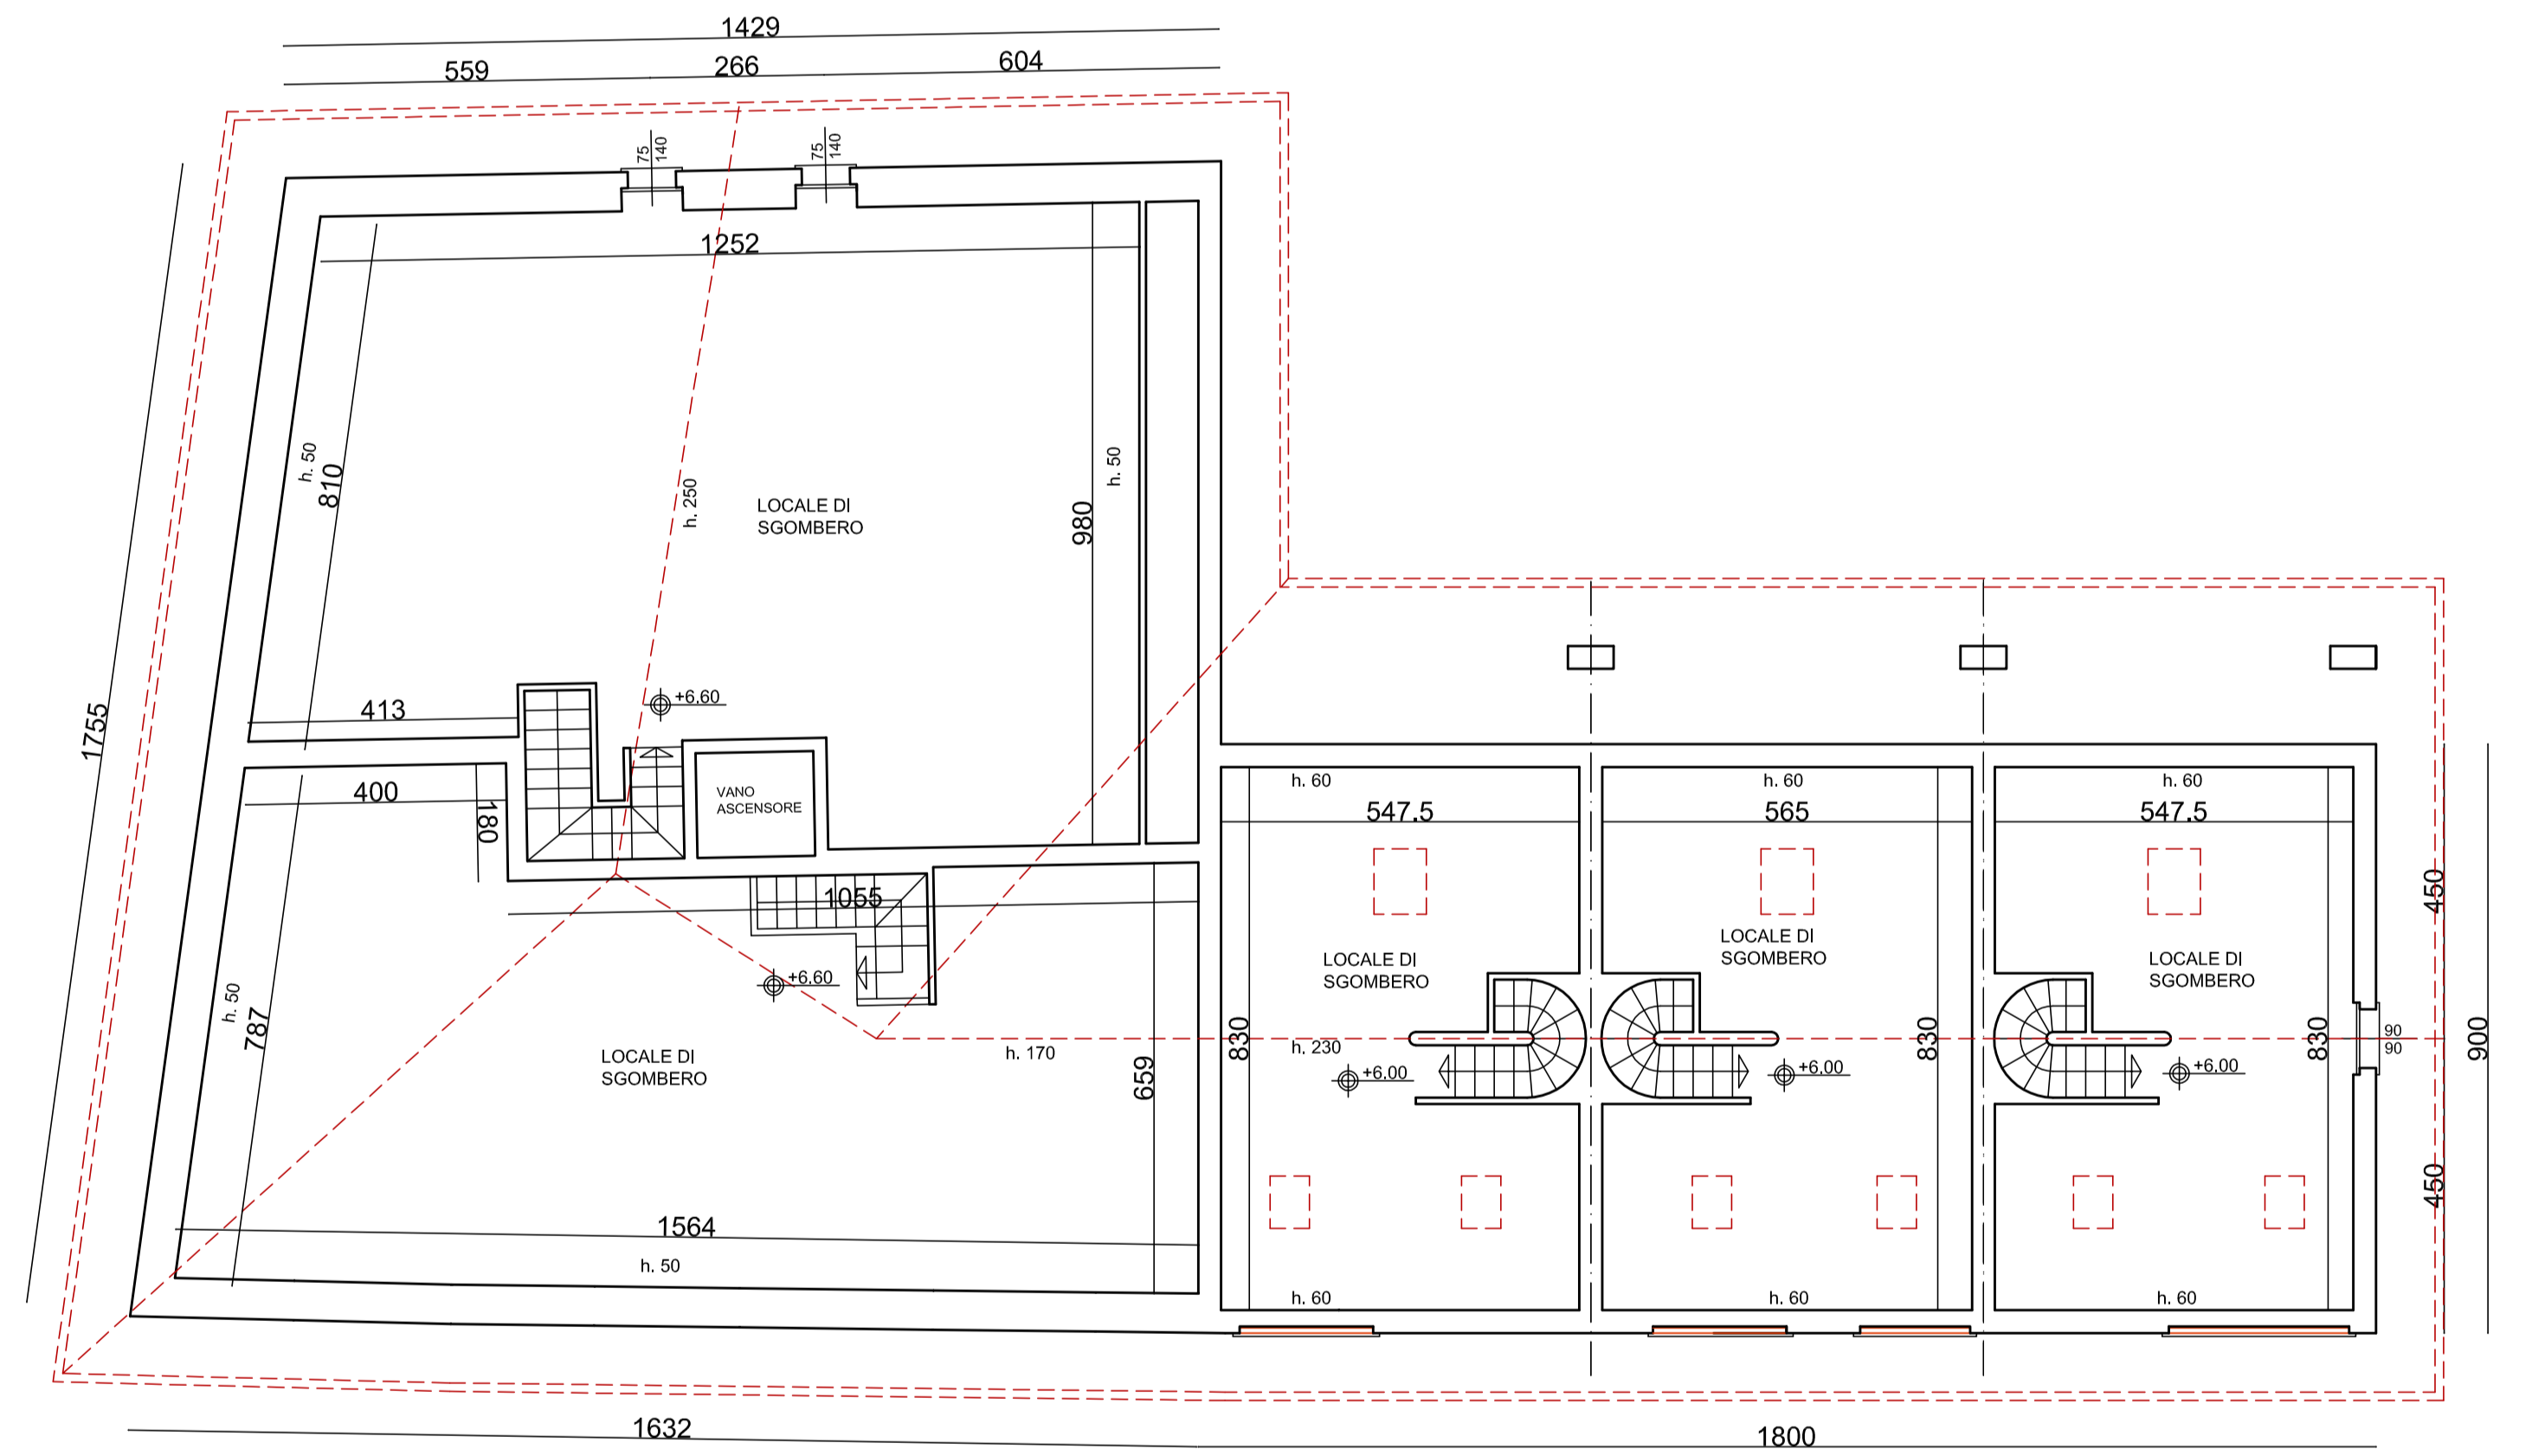 1429
559
266
604
75
140
75
140
1252
h. 50
810
h. 250
LOCALE DI
SGOMBERO
980
h. 50
1755
413
+6.60
400
180
VANO
ASCENSORE
1055
+6.60
h. 50
787
LOCALE DI
SGOMBERO
h. 170
659
1564
h. 50
1632
h. 60
547.5
h. 60
565
h. 60
547.5
LOCALE DI
SGOMBERO
LOCALE DI
SGOMBERO
LOCALE DI
SGOMBERO
830
h. 230
+6.00
830
+6.00
830
+6.00
90
90
450
900
450
h. 60
h. 60
h. 60
1800